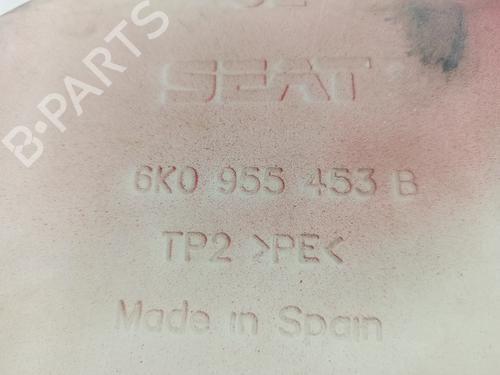 SEAT
6K0 955 453 B
TP2 >PE<
Made in Spain
B-PARTS